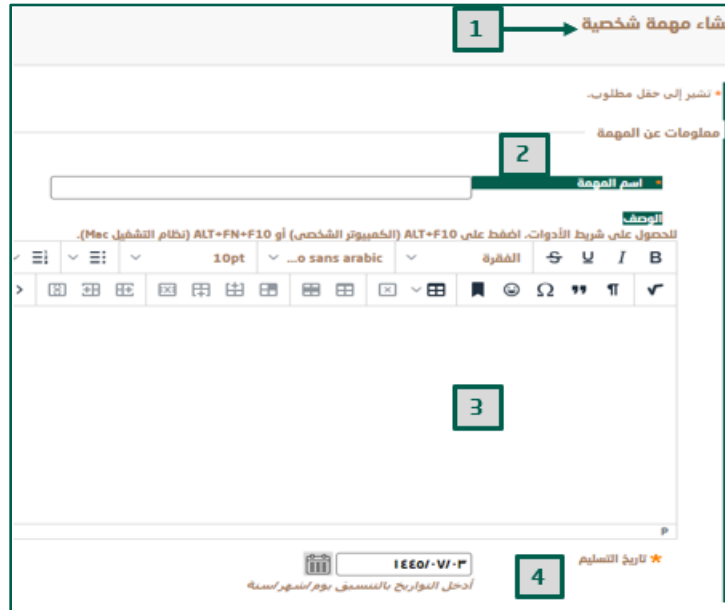 شاء مهمة شخصية
1
* تشير إلى حقل مطلوب.
معلومات عن المهمة
2
* اسم المهمة
الوصف
للحصول على شريط الأدوات، اضغط على ALT+F10 (الكمبيوتر الشخصي) أو ALT+FN+F10 (نظام التشغيل Mac).
B I U S الفقرة o sans arabic... 10pt
¶ " Ω
3
P
* تاريخ التسليم ١٤٤٥/٠٧/٠٣
أدخل التواريخ بالتنسيق يوم/شهر/سنة
4